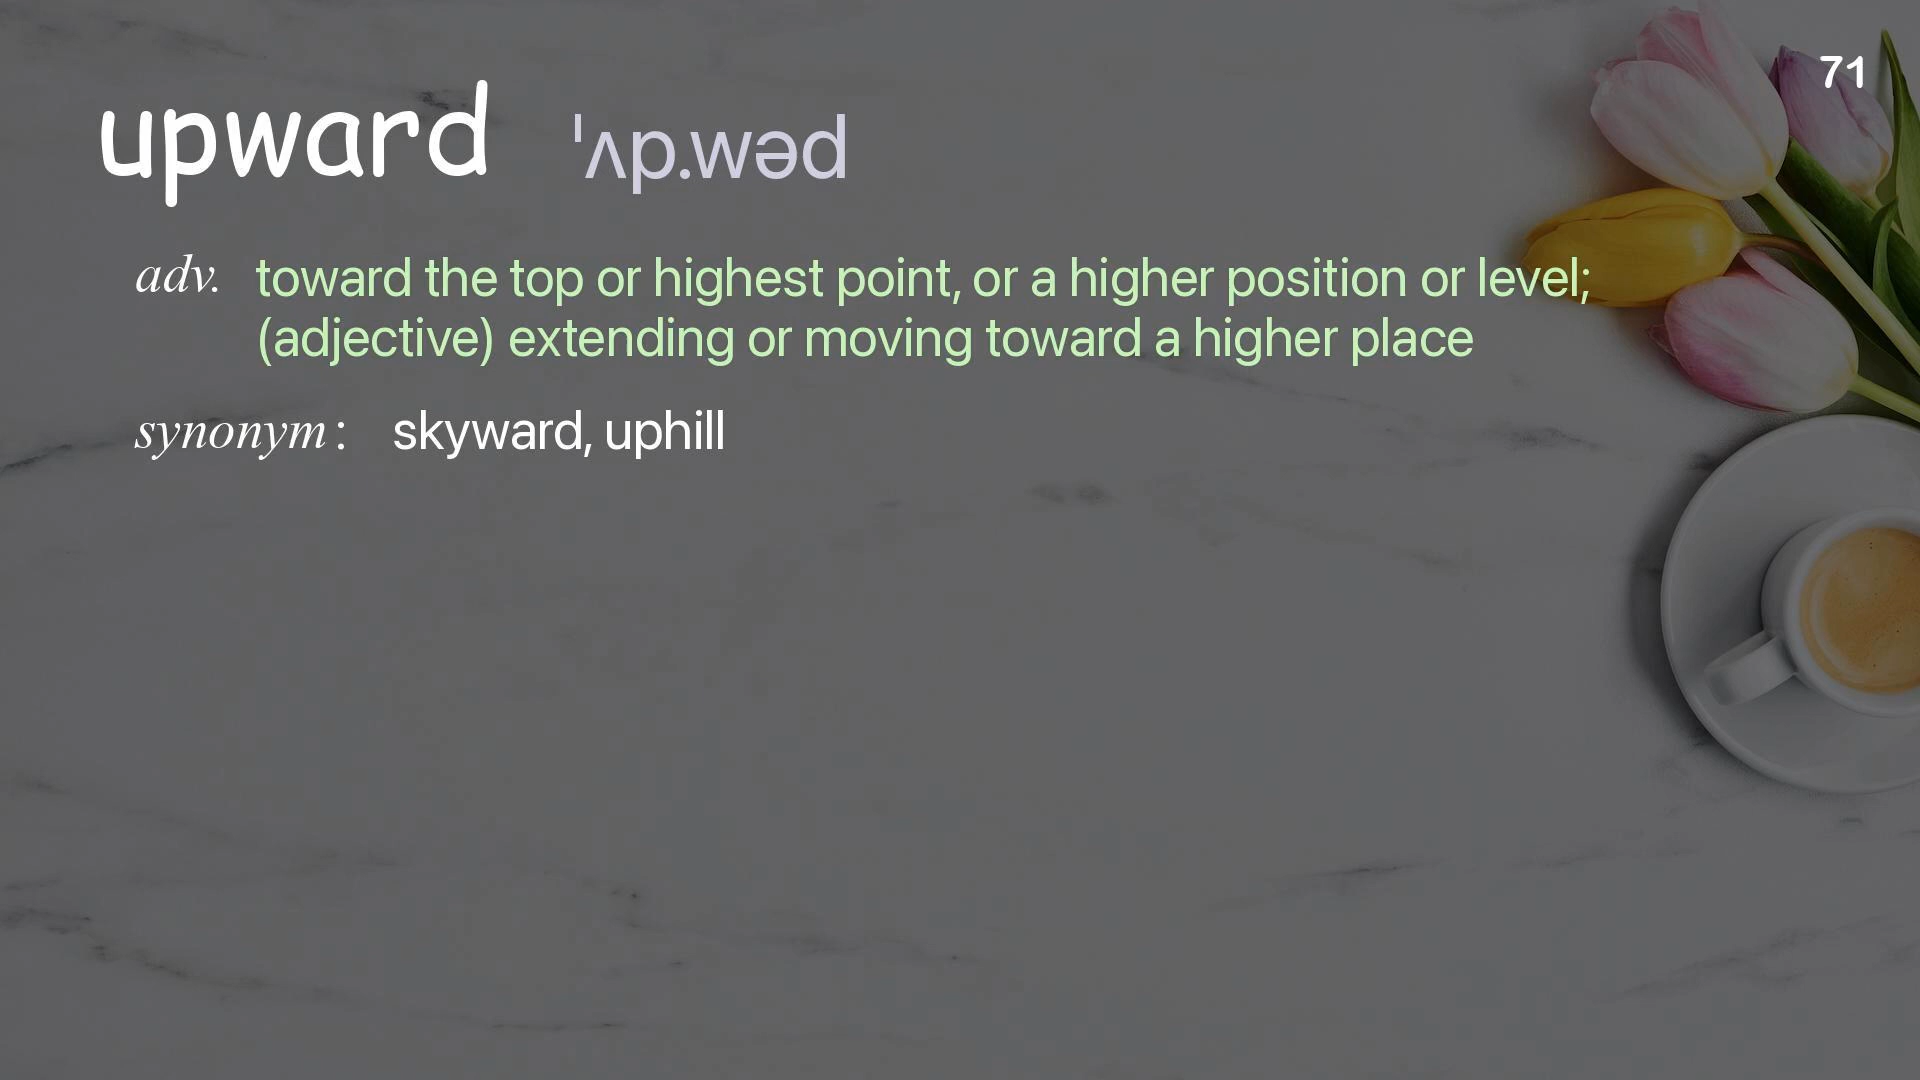 71
upward ˈʌp.wəd
adv. toward the top or highest point, or a higher position or level;
(adjective) extending or moving toward a higher place
synonym: skyward, uphill